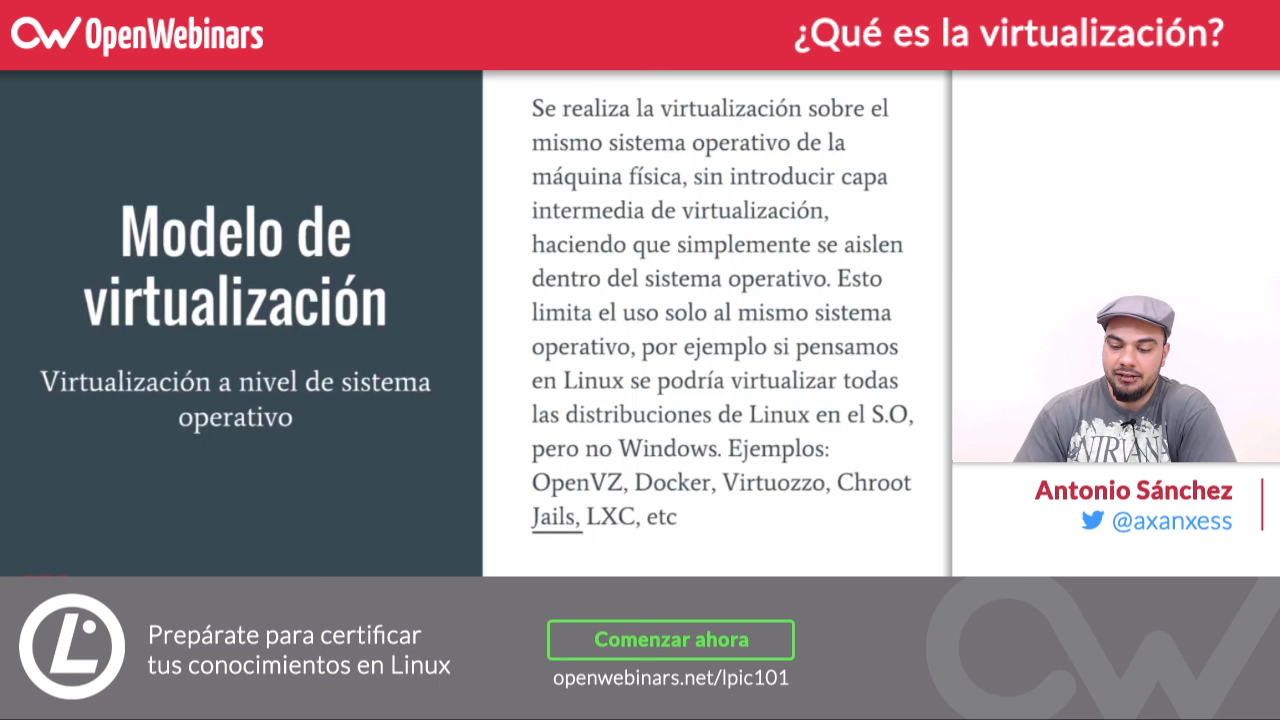 OpenWebinars
¿Qué es la virtualización?
Modelo de
virtualización
Virtualización a nivel de sistema
operativo
Se realiza la virtualización sobre el
mismo sistema operativo de la
máquina física, sin introducir capa
intermedia de virtualización,
haciendo que simplemente se aislen
dentro del sistema operativo. Esto
limita el uso solo al mismo sistema
operativo, por ejemplo si pensamos
en Linux se podría virtualizar todas
las distribuciones de Linux en el S.O,
pero no Windows. Ejemplos:
OpenVZ, Docker, Virtuozzo, Chroot
Jails, LXC, etc
NIRVANA
Antonio Sánchez
@axanxess
Prepárate para certificar
tus conocimientos en Linux
Comenzar ahora
openwebinars.net/lpic101